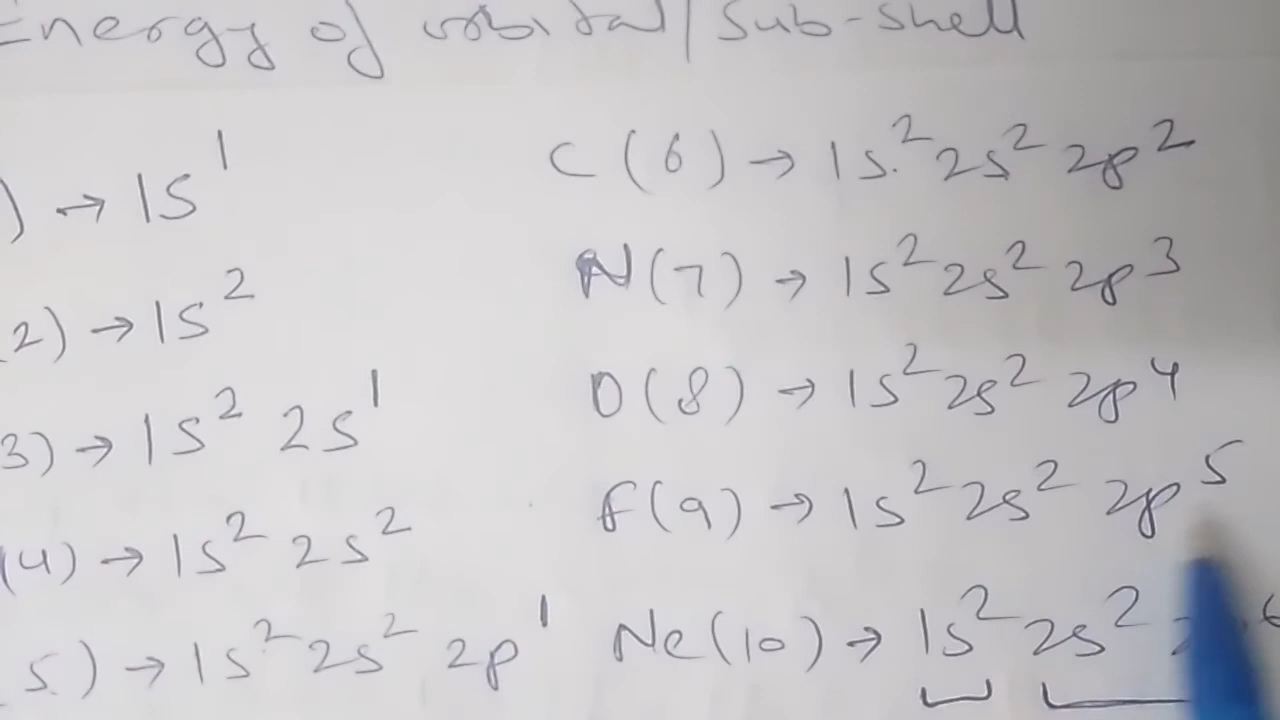 Energy of orbital/sub-shell
) → 1s¹
2) → 1s²
3) → 1s² 2s¹
(4) → 1s² 2s²
5) → 1s² 2s² 2p¹
C (6) → 1s² 2s² 2p²
N (7) → 1s² 2s² 2p³
O (8) → 1s² 2s² 2p⁴
F (9) → 1s² 2s² 2p⁵
Ne (10) → 1s² 2s²